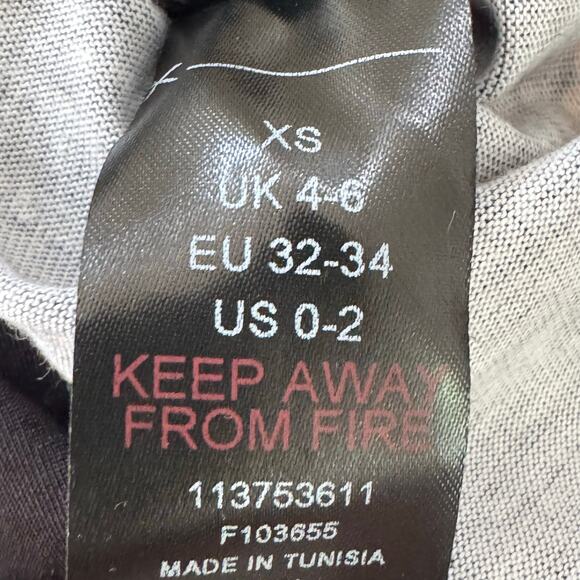 XS
UK 4-6
EU 32-34
US 0-2
KEEP AWAY
FROM FIRE
113753611
F103655
MADE IN TUNISIA